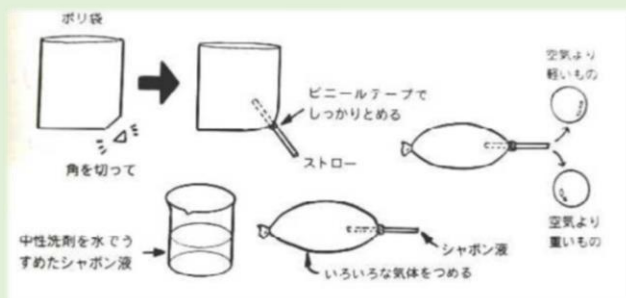 ポリ袋
角を切って
ビニールテープで
しっかりとめる
ストロー
空気より
軽いもの
空気より
重いもの
中性洗剤を水でう
すめたシャボン液
シャボン液
いろいろな気体をつめる